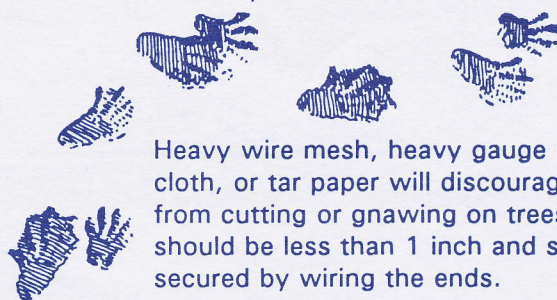 Heavy wire mesh, heavy gauge
cloth, or tar paper will discourag
from cutting or gnawing on trees
should be less than 1 inch and s
secured by wiring the ends.